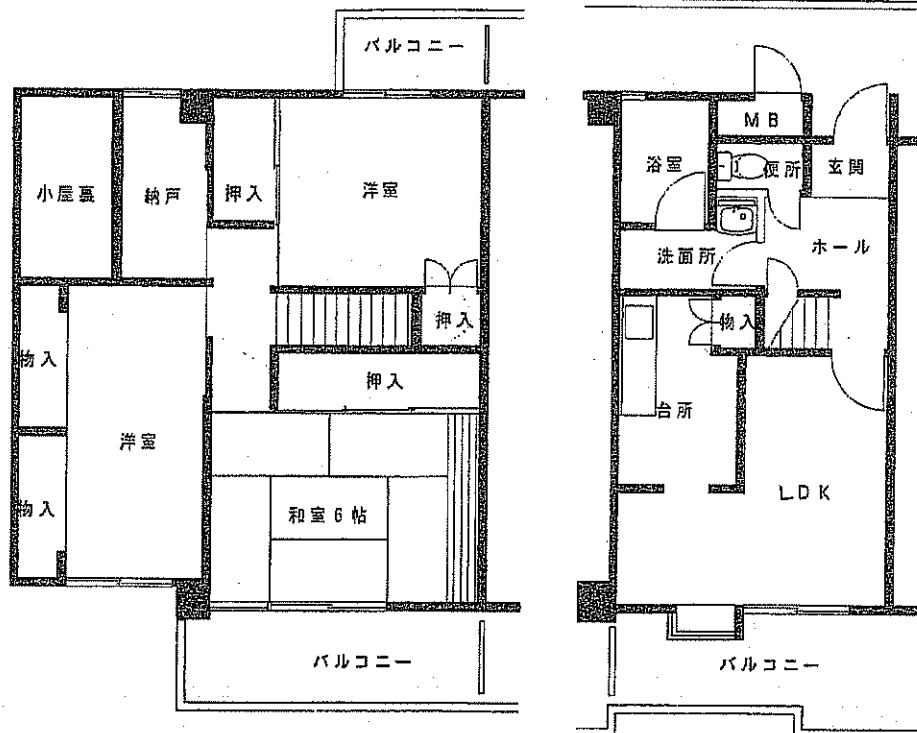 バルコニー
小屋裏
納戸
押入
洋室
押入
物入
押入
洋室
物入
和室6帖
バルコニー
MB
浴室
便所
玄関
洗面所
ホール
物入
台所
LDK
バルコニー